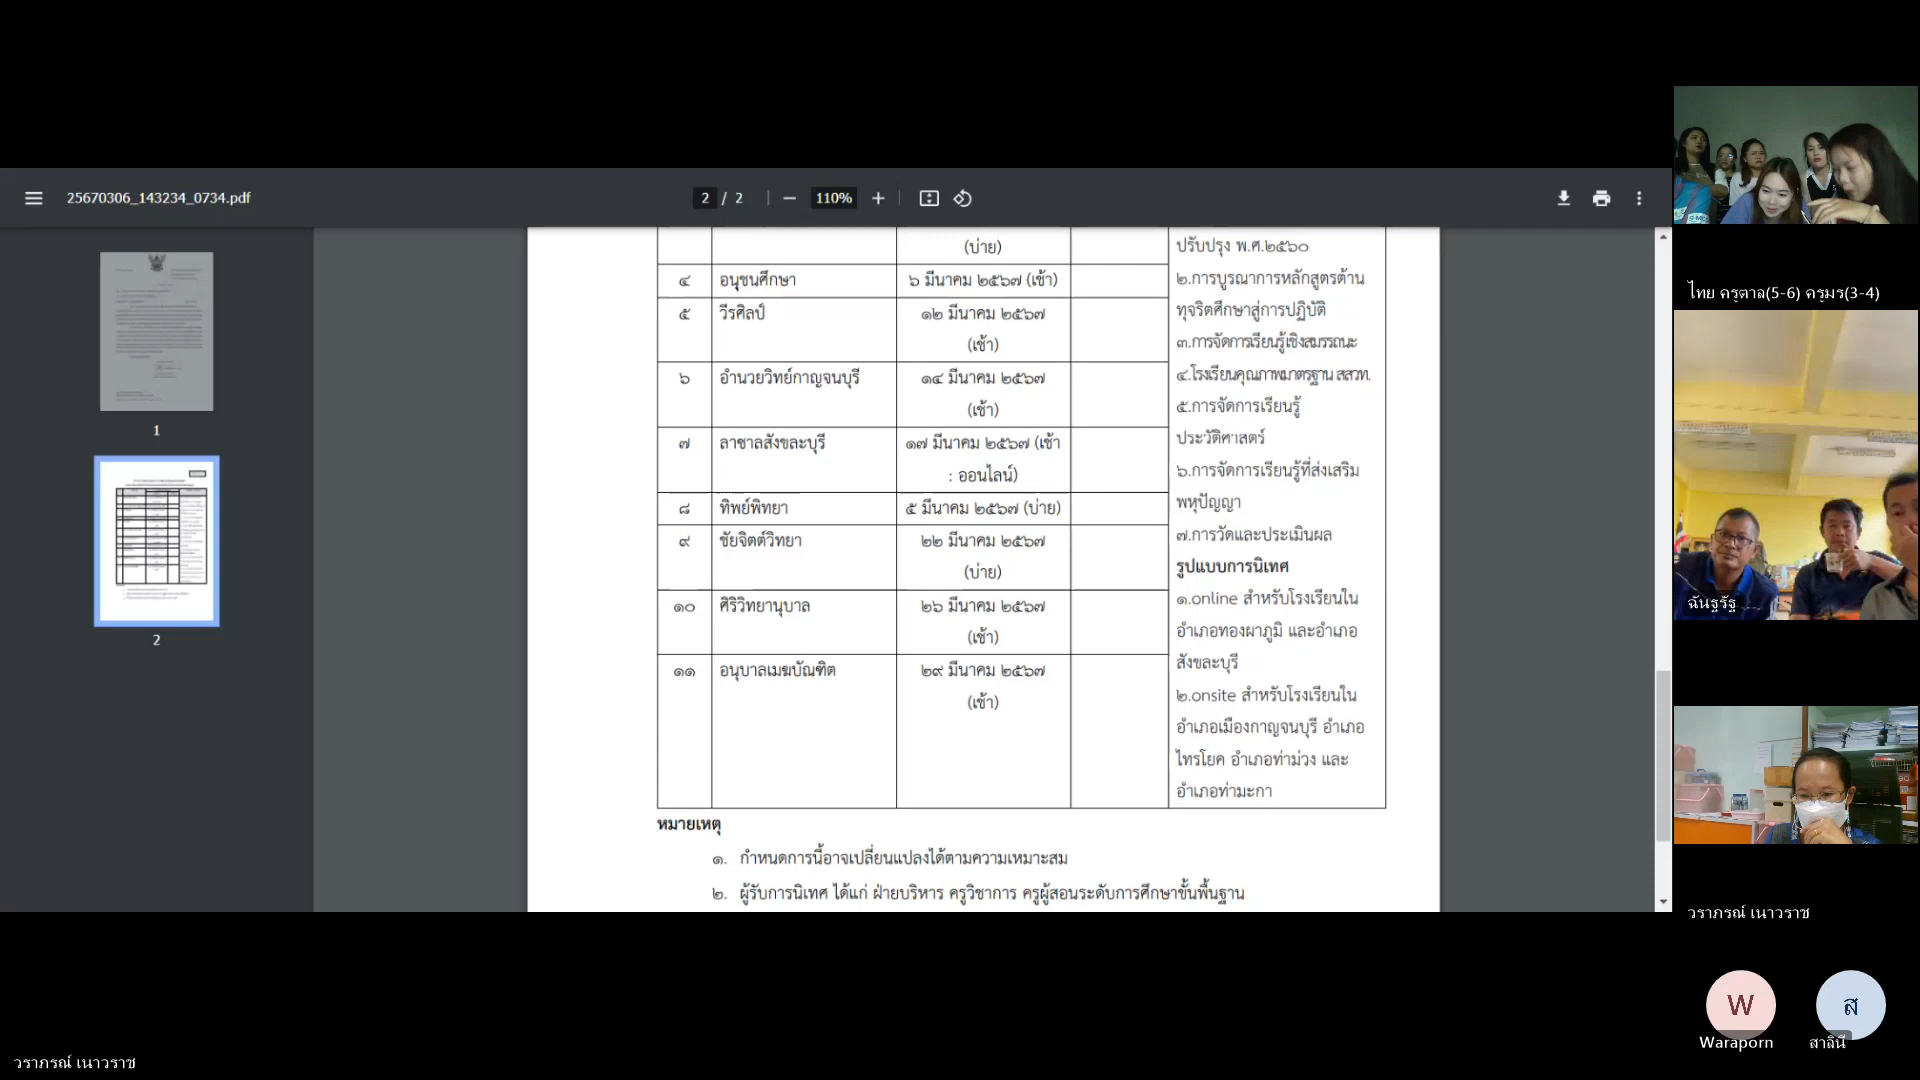 25670306_143234_0734.pdf
2 / 2
110%
1
2
(บ่าย)
๔ อนุชนศึกษา ๖ มีนาคม ๒๕๖๗ (เช้า)
๕ วีรศิลป์ ๑๒ มีนาคม ๒๕๖๗
(เช้า)
๖ อำนวยวิทย์กาญจนบุรี ๑๔ มีนาคม ๒๕๖๗
(เช้า)
๗ ลาซาลสังขละบุรี ๑๗ มีนาคม ๒๕๖๗ (เช้า
: ออนไลน์)
๘ ทิพย์พิทยา ๕ มีนาคม ๒๕๖๗ (บ่าย)
๙ ชัยจิตต์วิทยา ๒๒ มีนาคม ๒๕๖๗
(บ่าย)
๑๐ ศิริวิทยานุบาล ๒๖ มีนาคม ๒๕๖๗
(เช้า)
๑๑ อนุบาลเมฆบัณฑิต ๒๙ มีนาคม ๒๕๖๗
(เช้า)
ปรับปรุง พ.ศ.๒๕๖๐
๒.การบูรณาการหลักสูตรต้าน
ทุจริตศึกษาสู่การปฏิบัติ
๓.การจัดการเรียนรู้เชิงสมรรถนะ
๔.โรงเรียนคุณภาพมาตรฐาน สสวท.
๕.การจัดการเรียนรู้
ประวัติศาสตร์
๖.การจัดการเรียนรู้ที่ส่งเสริม
พหุปัญญา
๗.การวัดและประเมินผล
รูปแบบการนิเทศ
๑.online สำหรับโรงเรียนใน
อำเภอทองผาภูมิ และอำเภอ
สังขละบุรี
๒.onsite สำหรับโรงเรียนใน
อำเภอเมืองกาญจนบุรี อำเภอ
ไทรโยค อำเภอท่าม่วง และ
อำเภอท่ามะกา
หมายเหตุ
๑. กำหนดการนี้อาจเปลี่ยนแปลงได้ตามความเหมาะสม
๒. ผู้รับการนิเทศ ได้แก่ ฝ่ายบริหาร ครูวิชาการ ครูผู้สอนระดับการศึกษาขั้นพื้นฐาน
ไทย ครูตาล(5-6) ครูมร(3-4)
ฉันฐรัฐ
วราภรณ์ เนาวราช
W
Waraporn
ส
สาลินี
วราภรณ์ เนาวราช